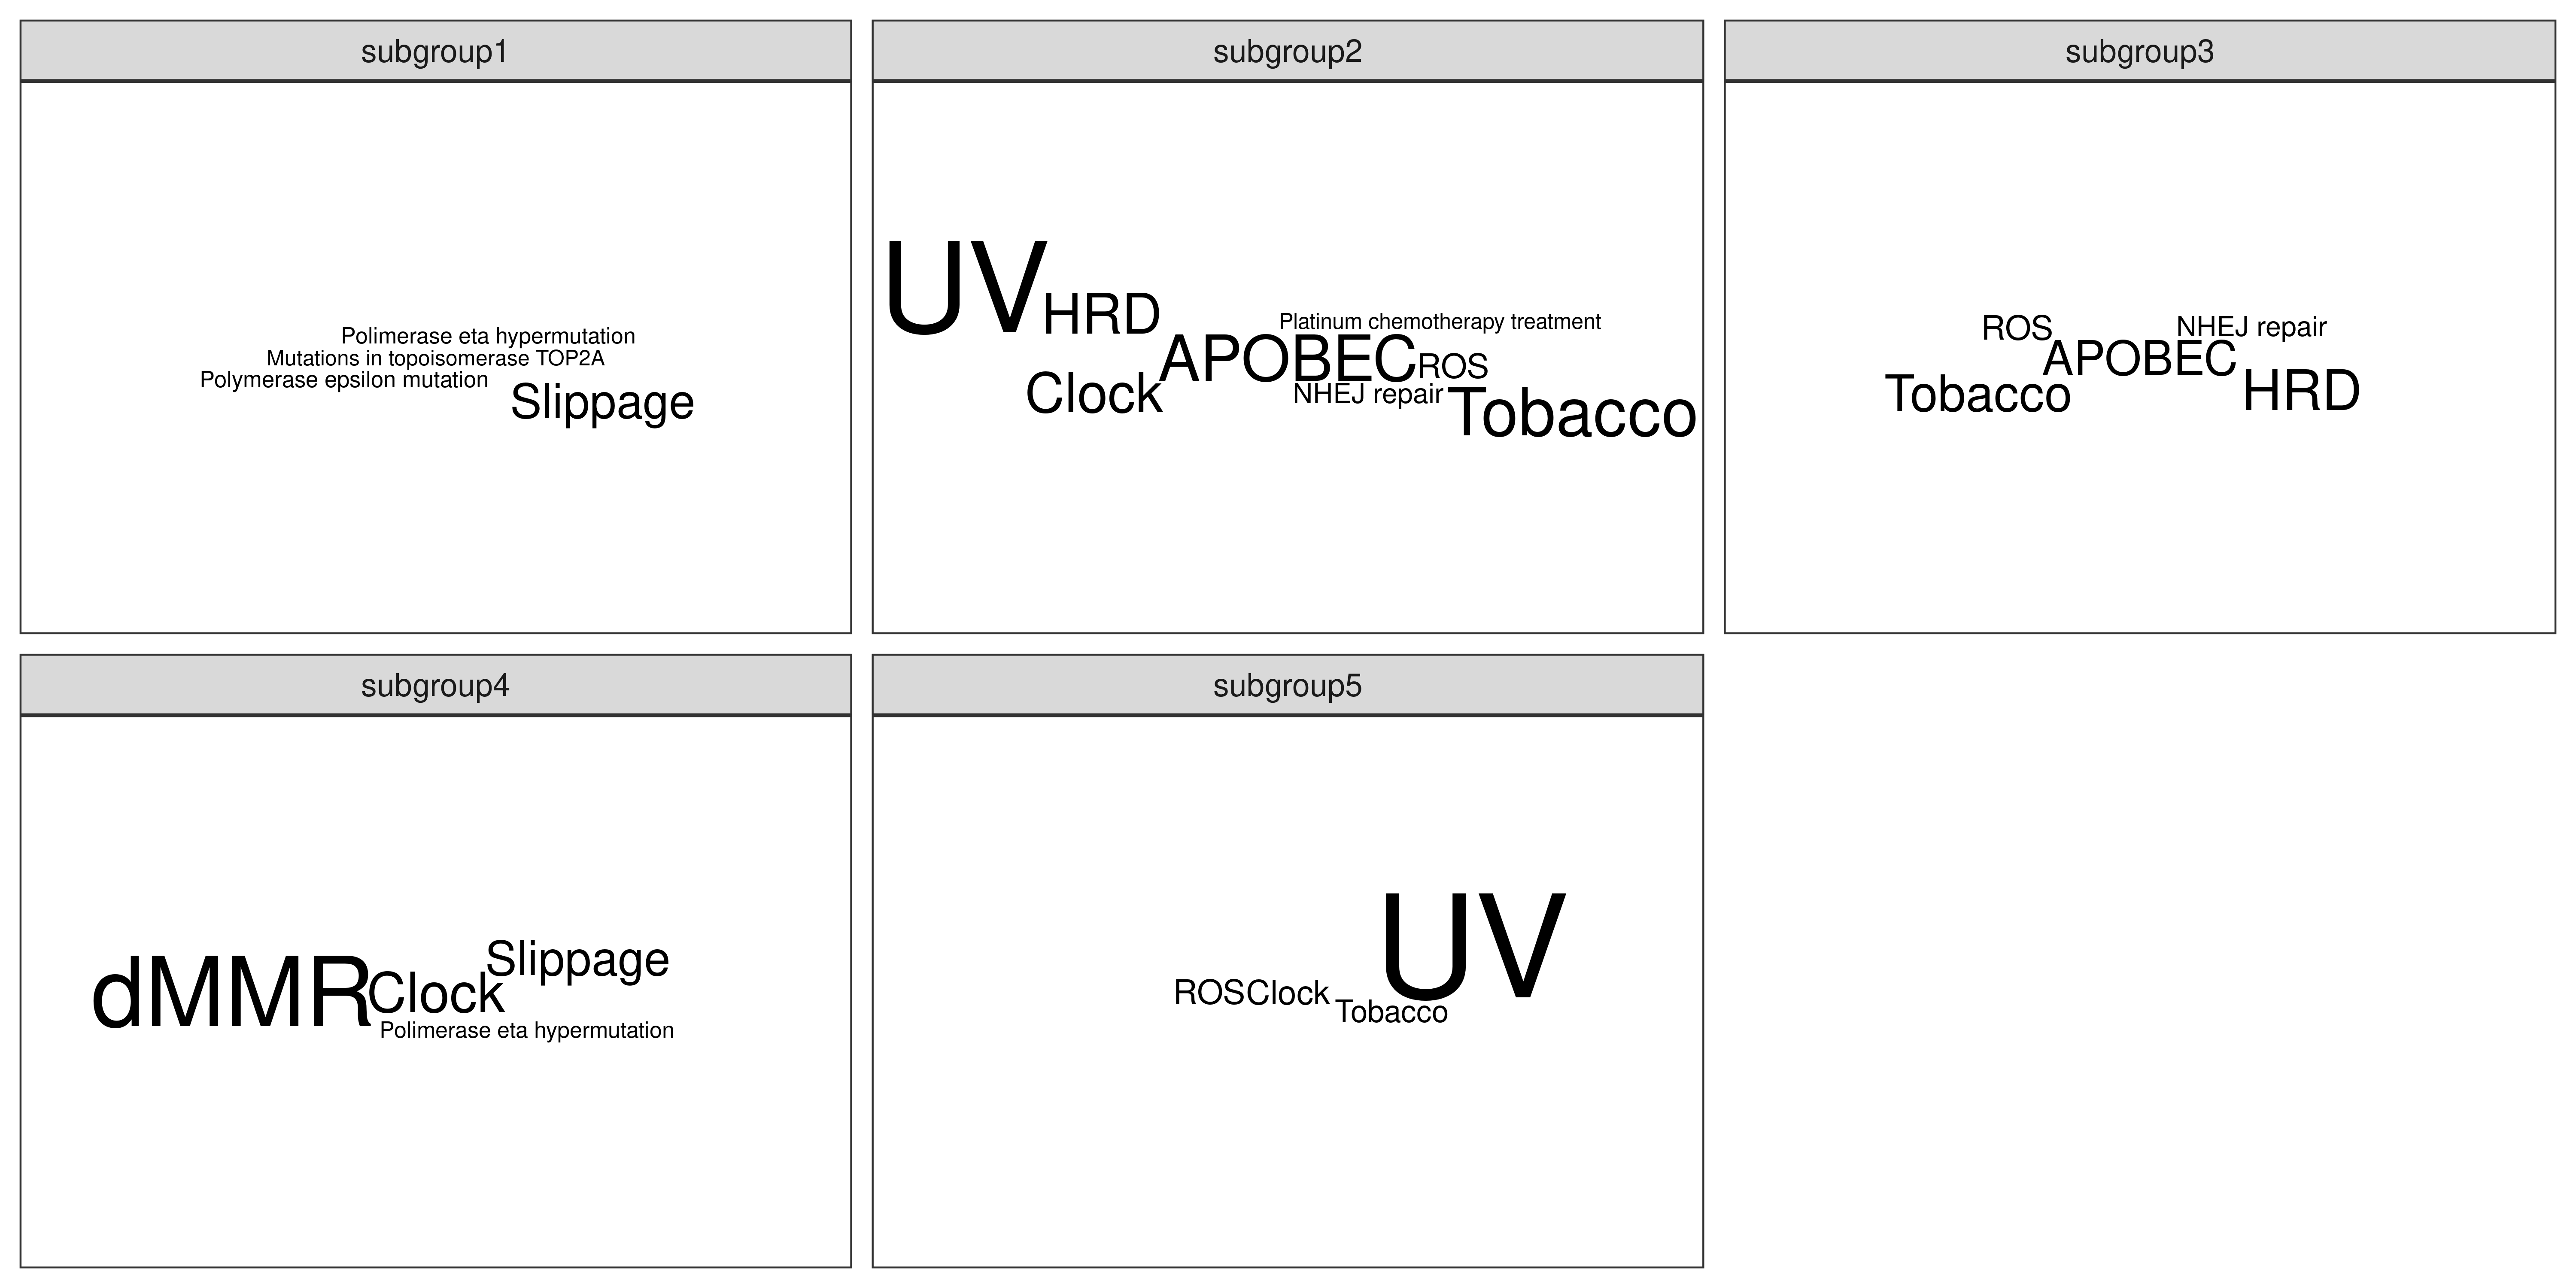 subgroup1
Polimerase eta hypermutation
Mutations in topoisomerase TOP2A
Polymerase epsilon mutation
Slippage
subgroup2
UV
HRD
Platinum chemotherapy treatment
APOBEC
ROS
Clock
NHEJ repair
Tobacco
subgroup3
ROS
NHEJ repair
APOBEC
Tobacco
HRD
subgroup4
Slippage
dMMR
Clock
Polimerase eta hypermutation
subgroup5
UV
ROS
Clock
Tobacco